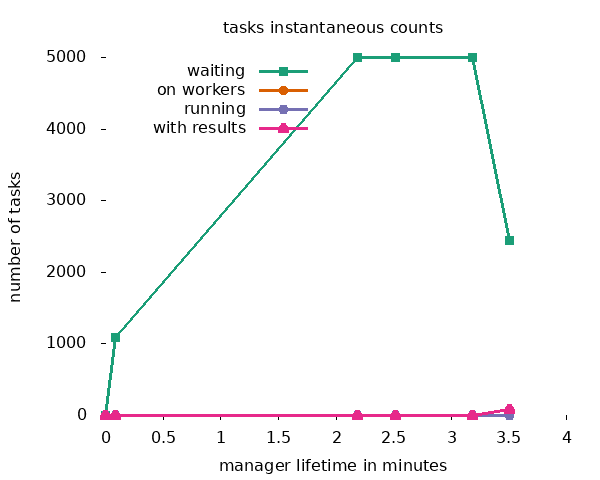 tasks instantaneous counts
5000
4000
3000
2000
1000
0
number of tasks
waiting
on workers
running
with results
0 0.5 1 1.5 2 2.5 3 3.5 4
manager lifetime in minutes